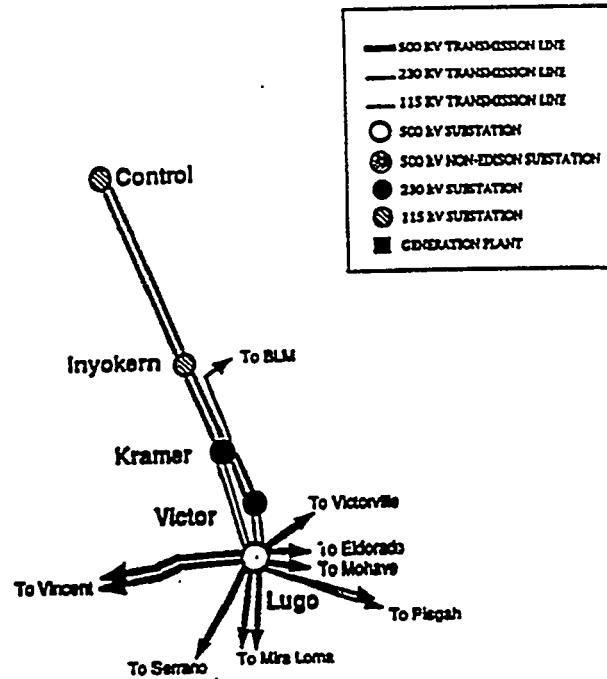 500 KV TRANSMISSION LINE
230 KV TRANSMISSION LINE
115 KV TRANSMISSION LINE
500 kV SUBSTATION
500 KV NON-EDISON SUBSTATION
230 kV SUBSTATION
115 kV SUBSTATION
GENERATION PLANT
Control
Inyokern
To BLM
Kramer
Victor
To Victorville
To Eldorado
To Mohave
To Vincent
Lugo
To Pisgah
To Serrano
To Mira Loma